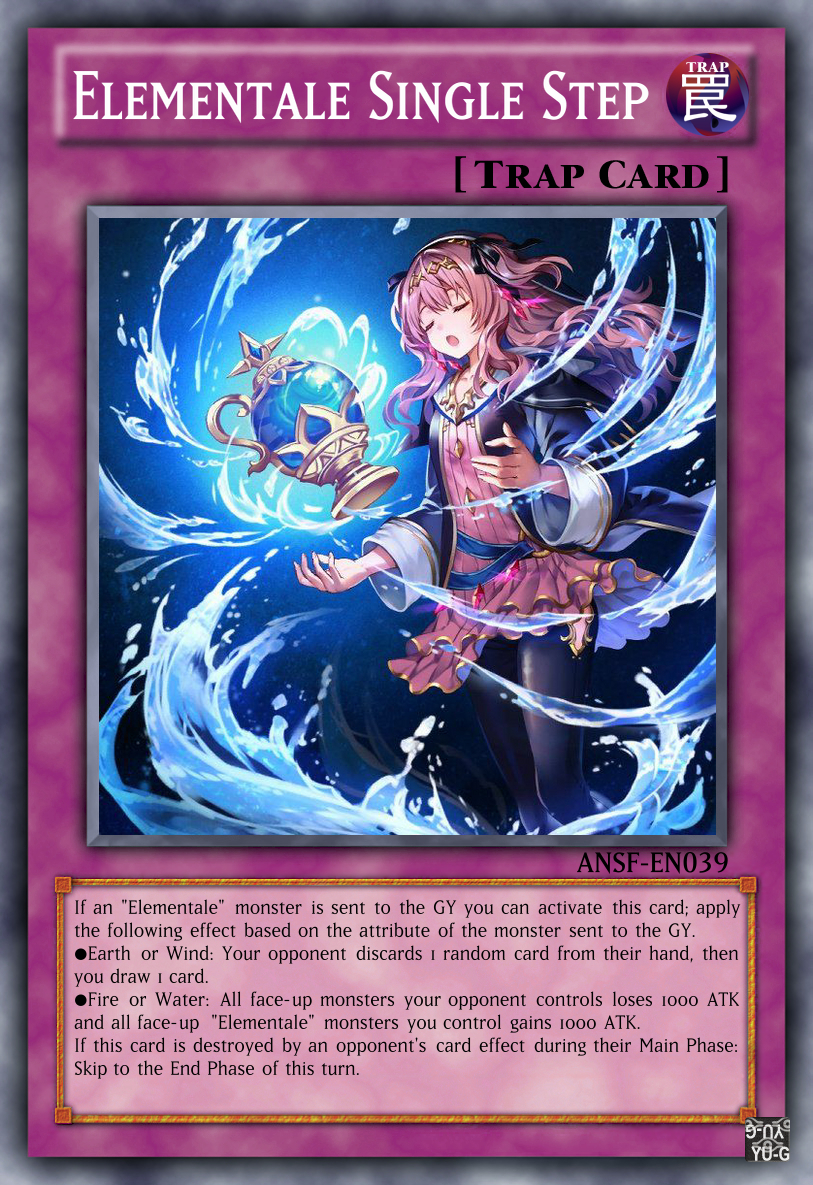 Elementale Single Step
TRAP
罠
[Trap Card]
ANSF-EN039
If an "Elementale" monster is sent to the GY you can activate this card; apply
the following effect based on the attribute of the monster sent to the GY.
●Earth or Wind: Your opponent discards 1 random card from their hand, then
you draw 1 card.
●Fire or Water: All face-up monsters your opponent controls loses 1000 ATK
and all face-up "Elementale" monsters you control gains 1000 ATK.
If this card is destroyed by an opponent's card effect during their Main Phase:
Skip to the End Phase of this turn.
YU-G
YU-G